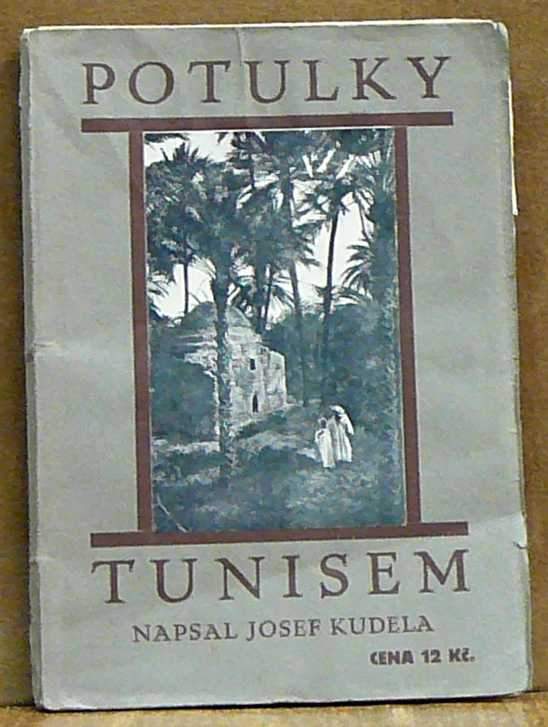 POTULKY
TUNISEM
NAPSAL JOSEF KUDELA
CENA 12 Kč.